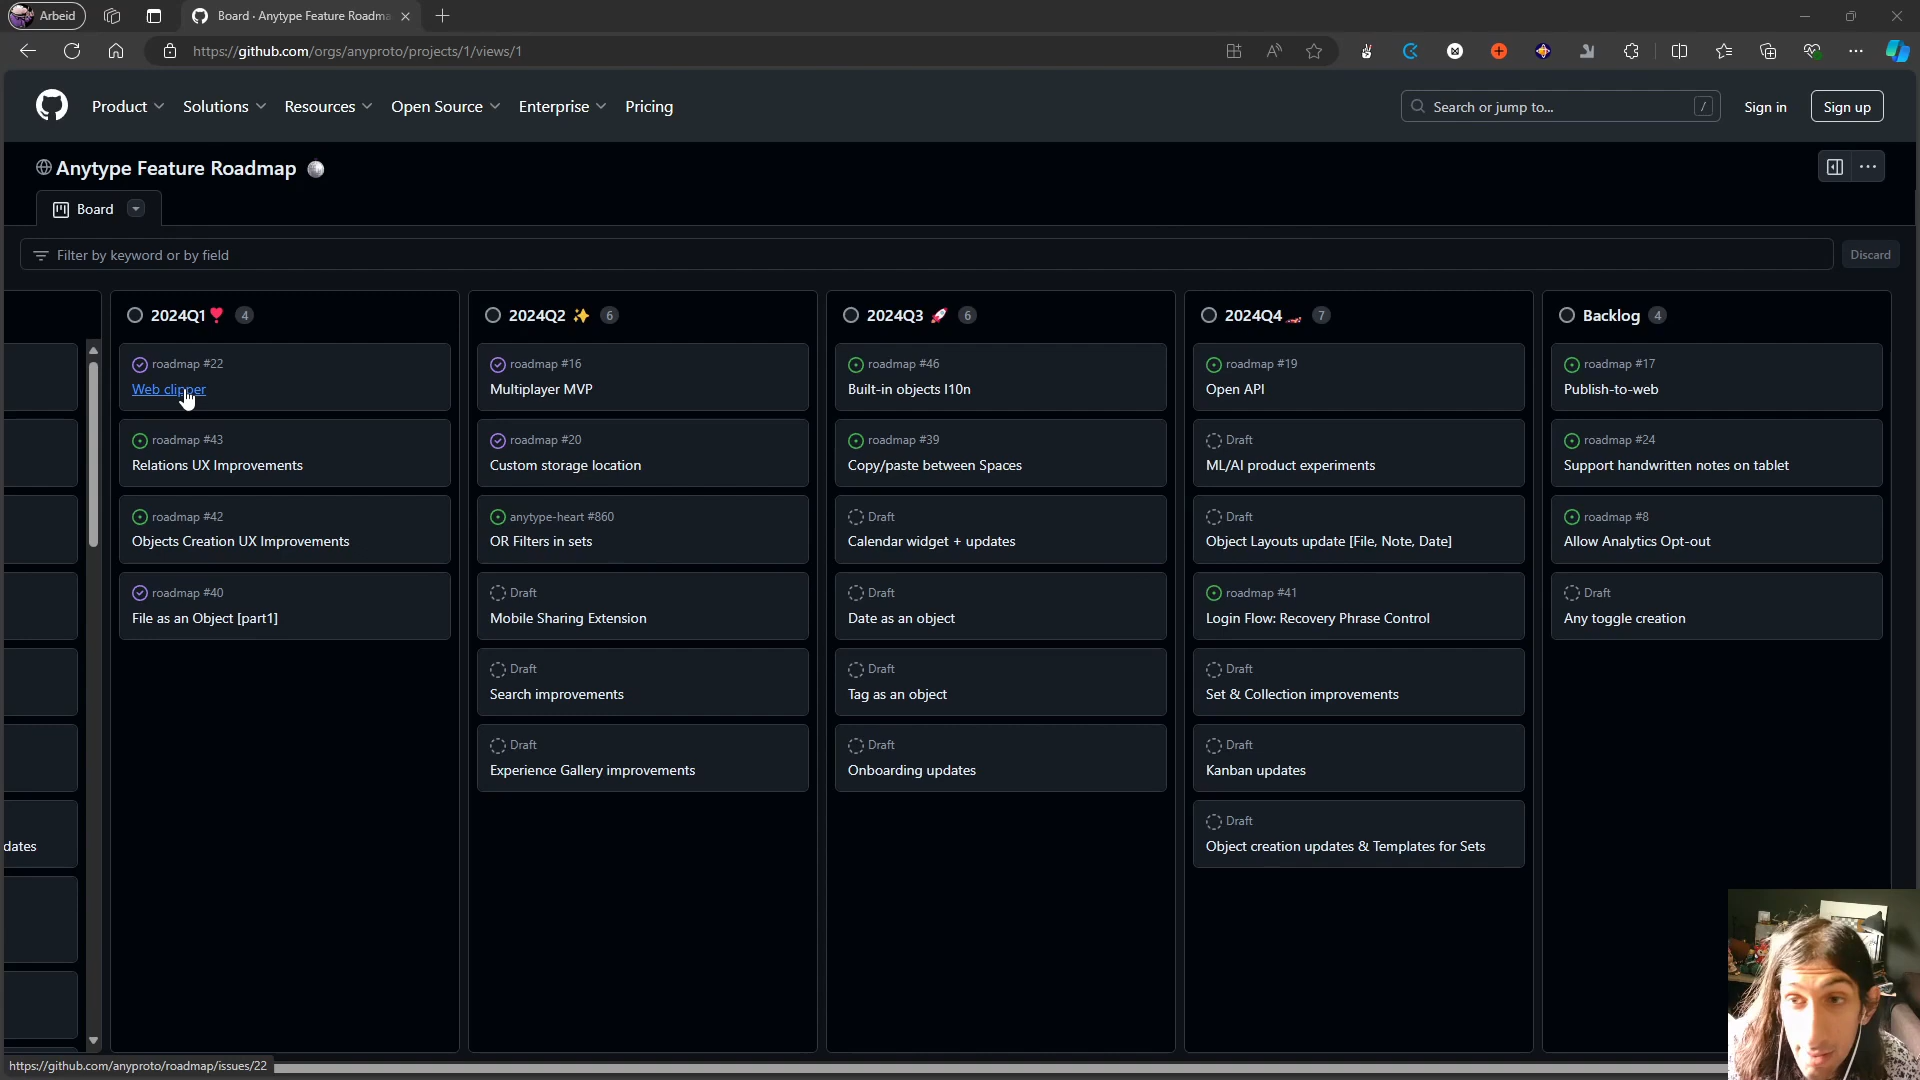 Arbeid
Board · Anytype Feature Roadma
https://github.com/orgs/anyproto/projects/1/views/1
Product
Solutions
Resources
Open Source
Enterprise
Pricing
Search or jump to...
/
Sign in
Sign up
Anytype Feature Roadmap
Board
Filter by keyword or by field
Discard
dates
2024Q1 4
roadmap #22
Web clipper
roadmap #43
Relations UX Improvements
roadmap #42
Objects Creation UX Improvements
roadmap #40
File as an Object [part1]
2024Q2 6
roadmap #16
Multiplayer MVP
roadmap #20
Custom storage location
anytype-heart #860
OR Filters in sets
Draft
Mobile Sharing Extension
Draft
Search improvements
Draft
Experience Gallery improvements
2024Q3 6
roadmap #46
Built-in objects l10n
roadmap #39
Copy/paste between Spaces
Draft
Calendar widget + updates
Draft
Date as an object
Draft
Tag as an object
Draft
Onboarding updates
2024Q4 7
roadmap #19
Open API
Draft
ML/AI product experiments
Draft
Object Layouts update [File, Note, Date]
roadmap #41
Login Flow: Recovery Phrase Control
Draft
Set & Collection improvements
Draft
Kanban updates
Draft
Object creation updates & Templates for Sets
Backlog 4
roadmap #17
Publish-to-web
roadmap #24
Support handwritten notes on tablet
roadmap #8
Allow Analytics Opt-out
Draft
Any toggle creation
https://github.com/anyproto/roadmap/issues/22